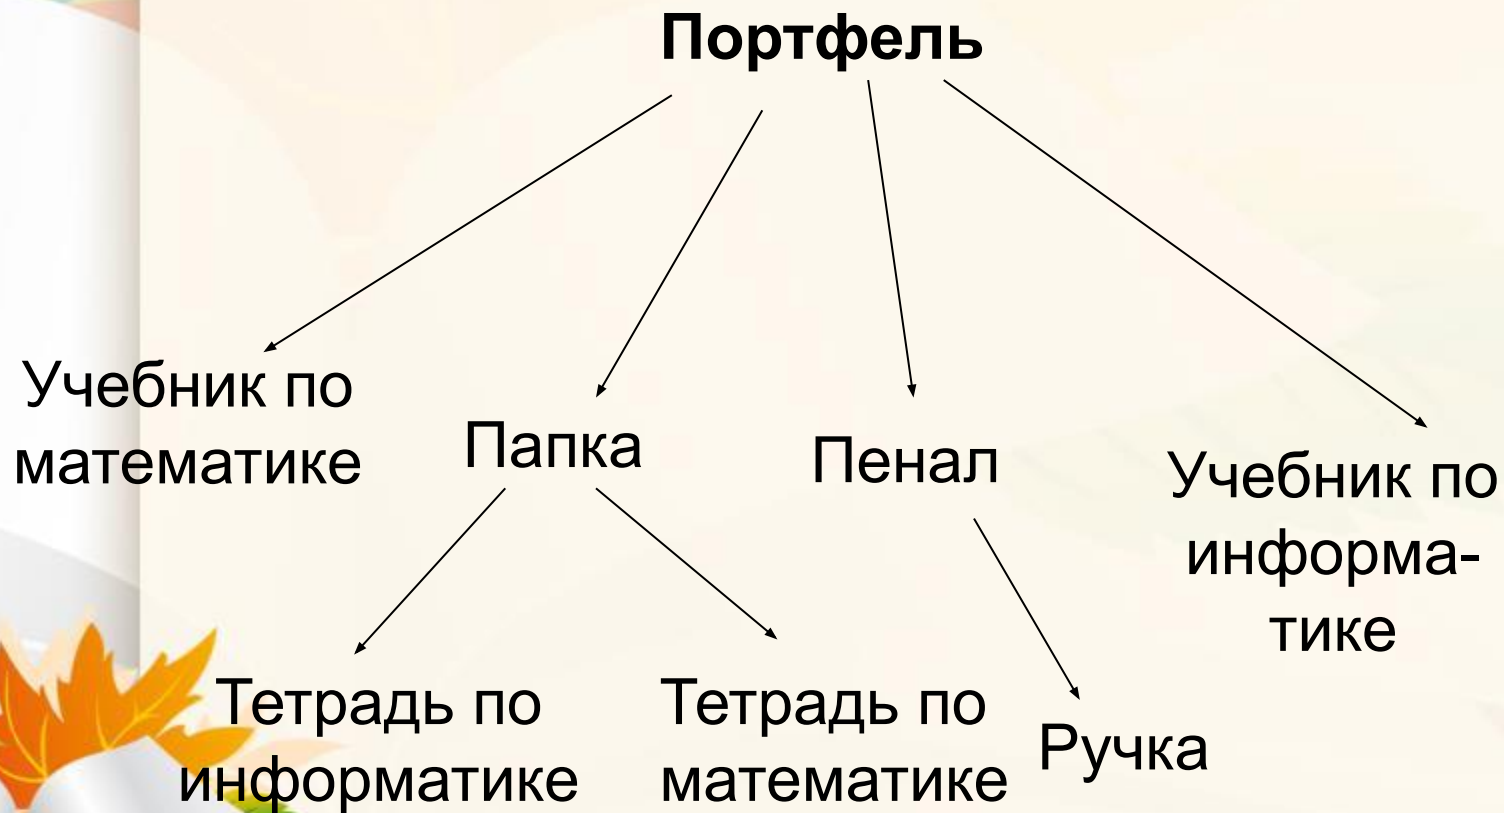 Портфель
Учебник по
математике
Папка
Пенал
Учебник по
информа-
тике
Тетрадь по
информатике
Тетрадь по
математике
Ручка